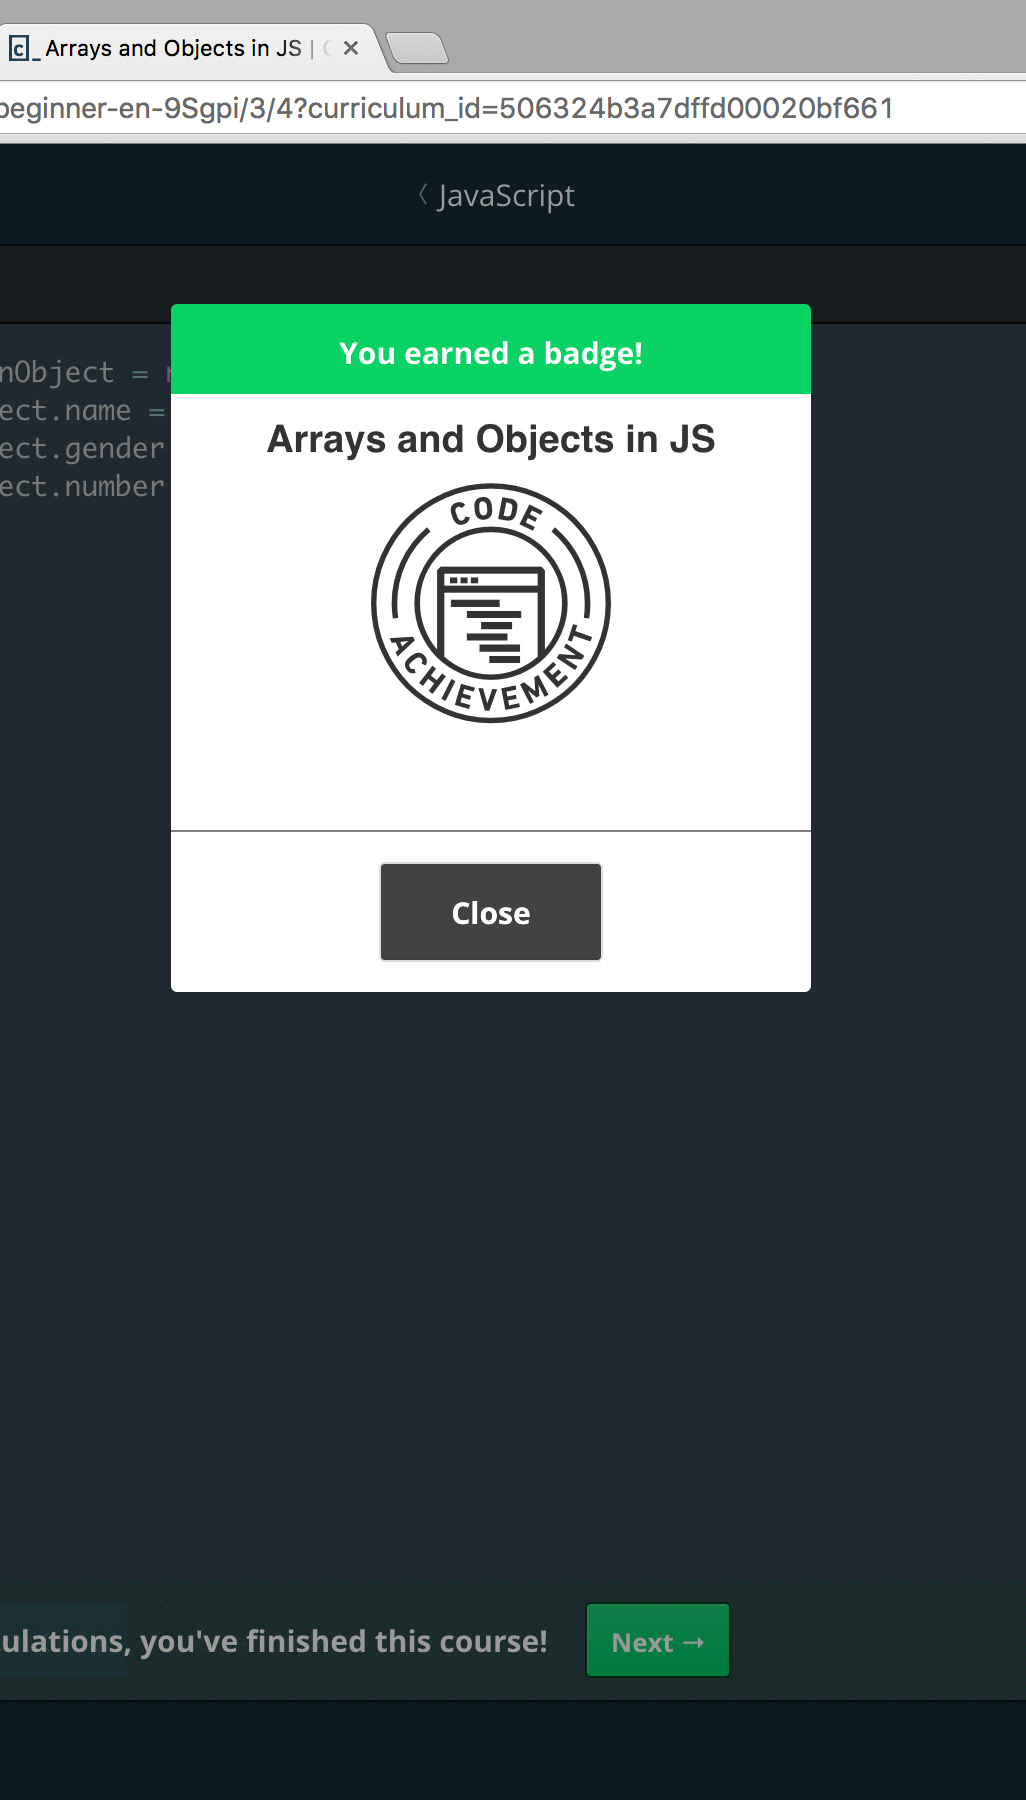 c_ Arrays and Objects in JS |
beginner-en-9Sgpi/3/4?curriculum_id=506324b3a7dffd00020bf661
JavaScript
nObject =
ect.name =
ect.gender
ect.number
You earned a badge!
Arrays and Objects in JS
CODE
ACHIEVEMENT
Close
ulations, you've finished this course!
Next →